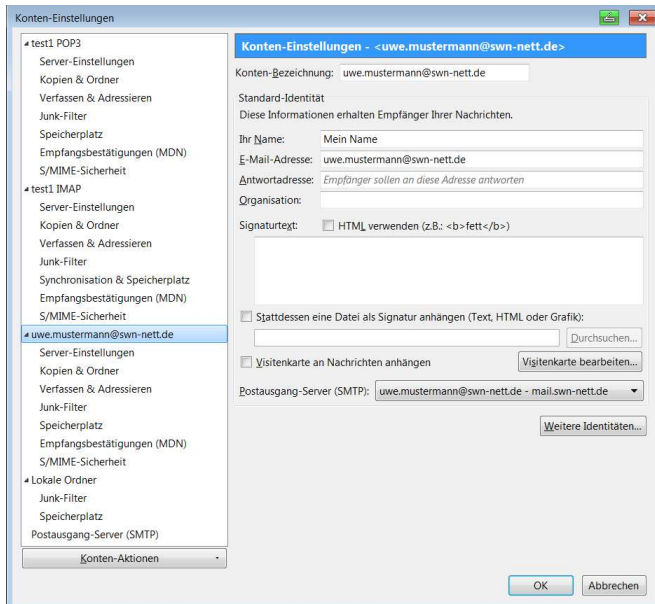 Konten-Einstellungen
test1 POP3
Server-Einstellungen
Kopien & Ordner
Verfassen & Adressieren
Junk-Filter
Speicherplatz
Empfangsbestätigungen (MDN)
S/MIME-Sicherheit
test1 IMAP
Server-Einstellungen
Kopien & Ordner
Verfassen & Adressieren
Junk-Filter
Synchronisation & Speicherplatz
Empfangsbestätigungen (MDN)
S/MIME-Sicherheit
uwe.mustermann@swn-nett.de
Server-Einstellungen
Kopien & Ordner
Verfassen & Adressieren
Junk-Filter
Speicherplatz
Empfangsbestätigungen (MDN)
S/MIME-Sicherheit
Lokale Ordner
Junk-Filter
Speicherplatz
Postausgang-Server (SMTP)
Konten-Aktionen
Konten-Einstellungen - <uwe.mustermann@swn-nett.de>
Konten-Bezeichnung: uwe.mustermann@swn-nett.de
Standard-Identität
Diese Informationen erhalten Empfänger Ihrer Nachrichten.
Ihr Name: Mein Name
E-Mail-Adresse: uwe.mustermann@swn-nett.de
Antwortadresse: Empfänger sollen an diese Adresse antworten
Organisation:
Signaturtext: HTML verwenden (z.B.: <b>fett</b>)
Stattdessen eine Datei als Signatur anhängen (Text, HTML oder Grafik):
Durchsuchen...
Visitenkarte an Nachrichten anhängen Visitenkarte bearbeiten...
Postausgang-Server (SMTP): uwe.mustermann@swn-nett.de - mail.swn-nett.de
Weitere Identitäten...
OK Abbrechen